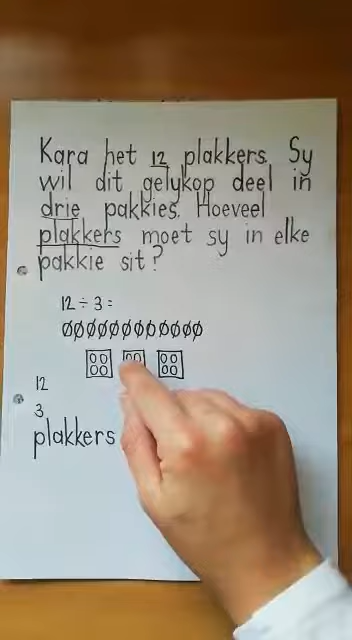 Kara het 12 plakkers. Sy
wil dit gelykop deel in
drie pakkies. Hoeveel
plakkers moet sy in elke
pakkie sit?
12 ÷ 3 =
12
3
plakkers